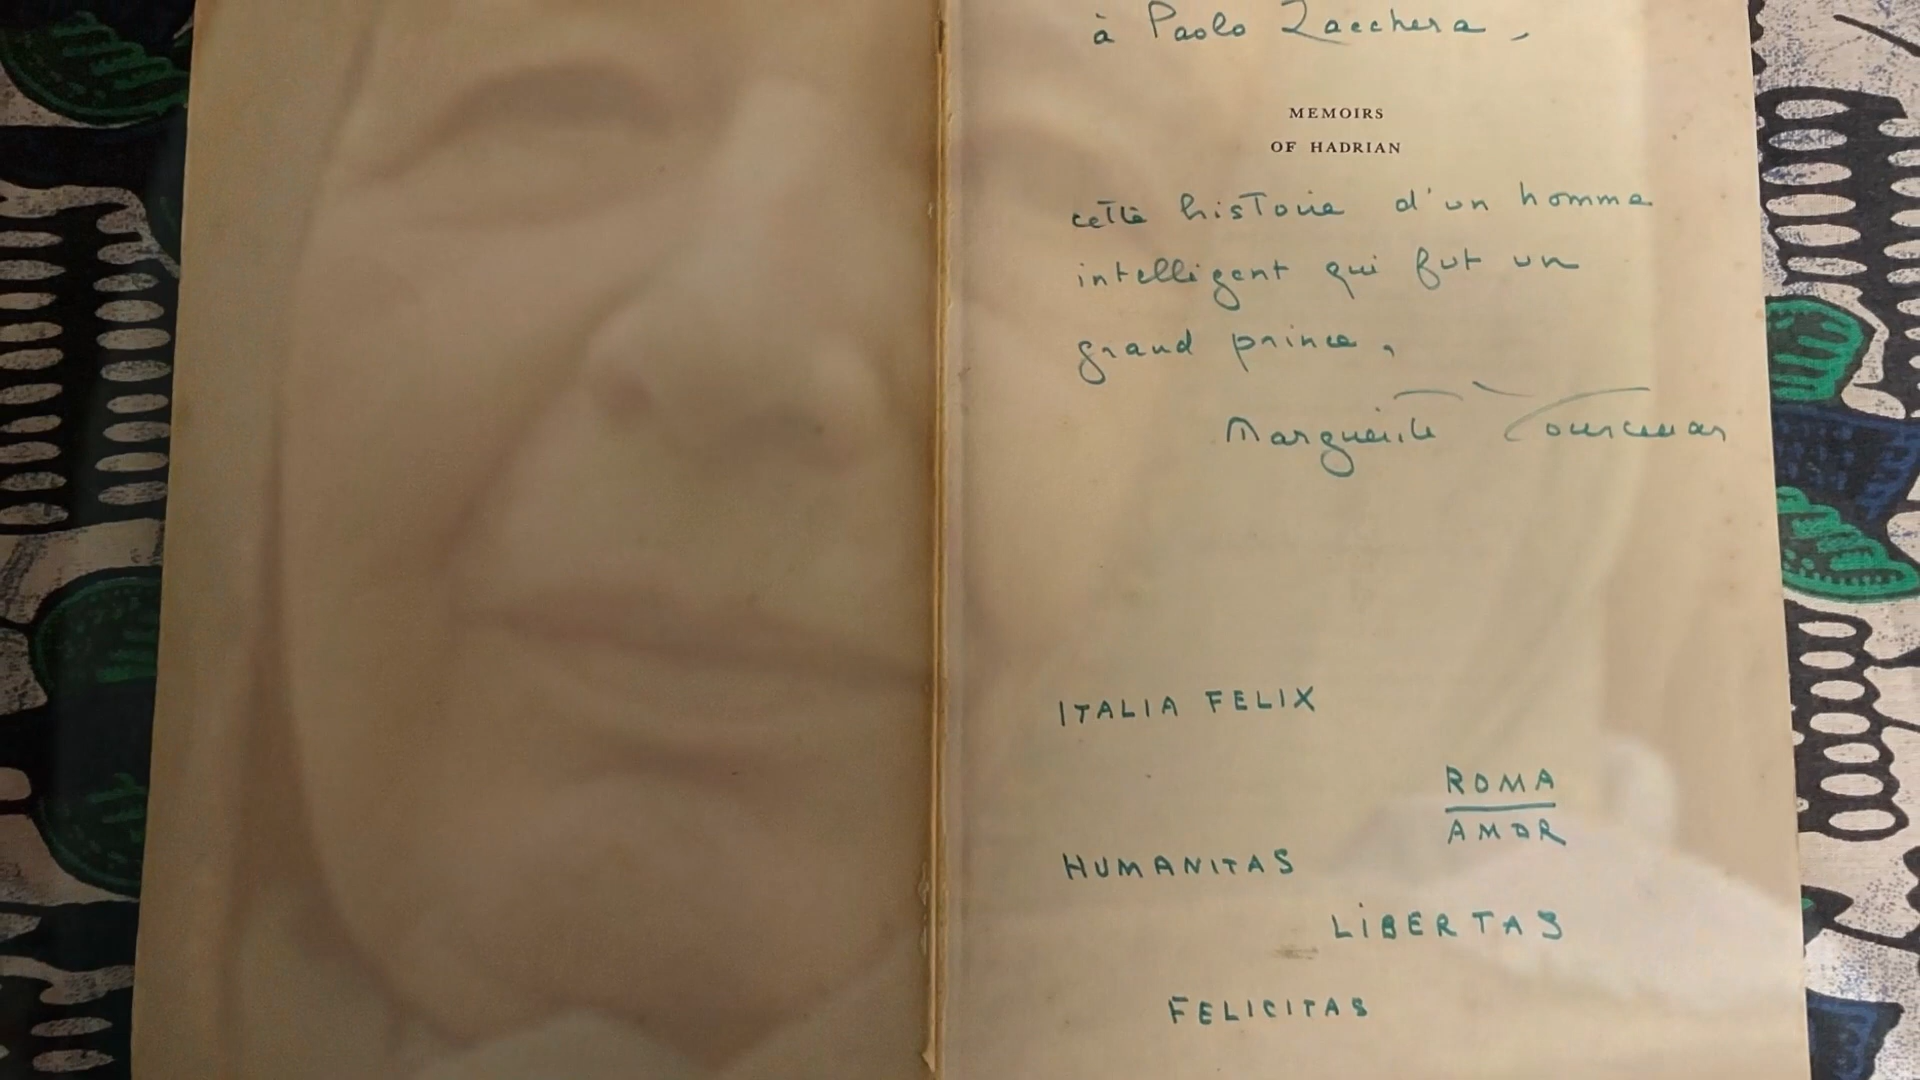 à Paolo Zacchera,
MEMOIRS
OF HADRIAN
cette histoire d'un homme
intelligent qui fut un
grand prince,
Marguerite Yourcenar
ITALIA FELIX
ROMA
AMOR
HUMANITAS
LIBERTAS
FELICITAS